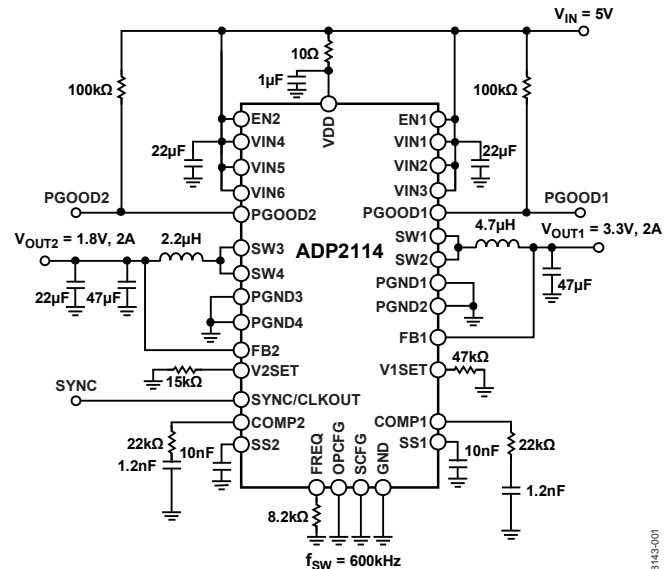 VIN = 5V
10Ω
1µF
100kΩ
100kΩ
VDD
EN2
EN1
VIN4
VIN1
22µF
22µF
VIN5
VIN2
VIN6
VIN3
PGOOD2
PGOOD2
PGOOD1
PGOOD1
VOUT2 = 1.8V, 2A
2.2µH
SW3
ADP2114
SW1
4.7µH
VOUT1 = 3.3V, 2A
SW4
SW2
22µF
47µF
47µF
PGND3
PGND1
PGND4
PGND2
FB2
FB1
15kΩ
V2SET
V1SET
47kΩ
SYNC
SYNC/CLKOUT
COMP2
COMP1
22kΩ
10nF
SS2
SS1
10nF
22kΩ
1.2nF
1.2nF
FREQ
OPCFG
SCFG
GND
8.2kΩ
fSW = 600kHz